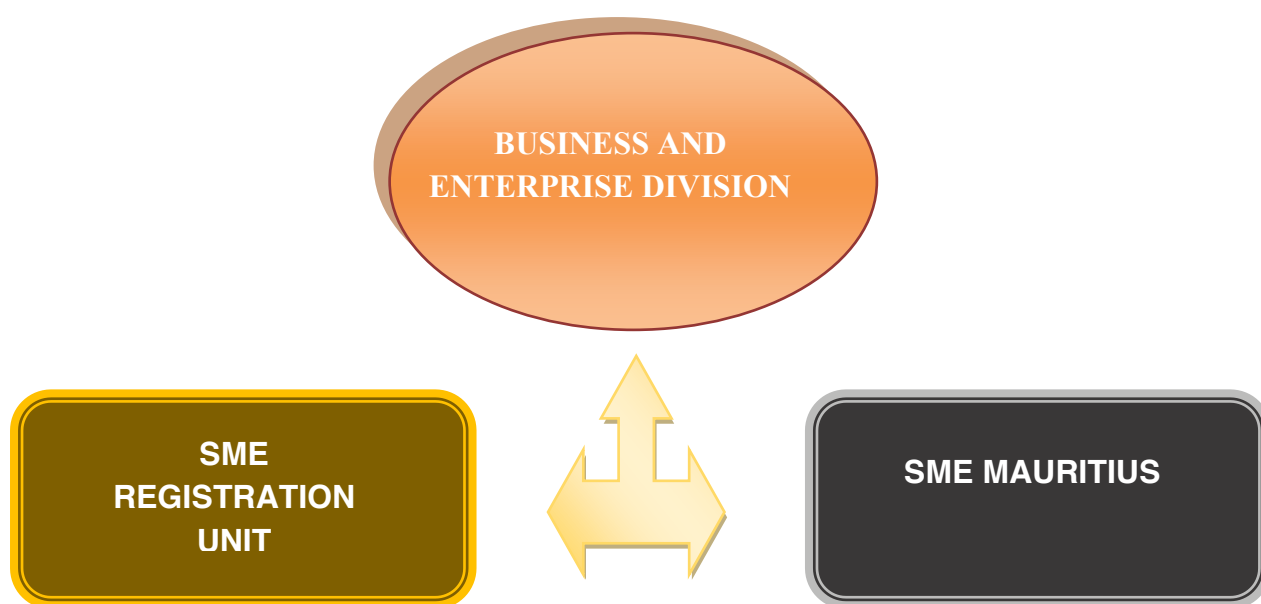 BUSINESS AND
ENTERPRISE DIVISION
SME
REGISTRATION
UNIT
SME MAURITIUS